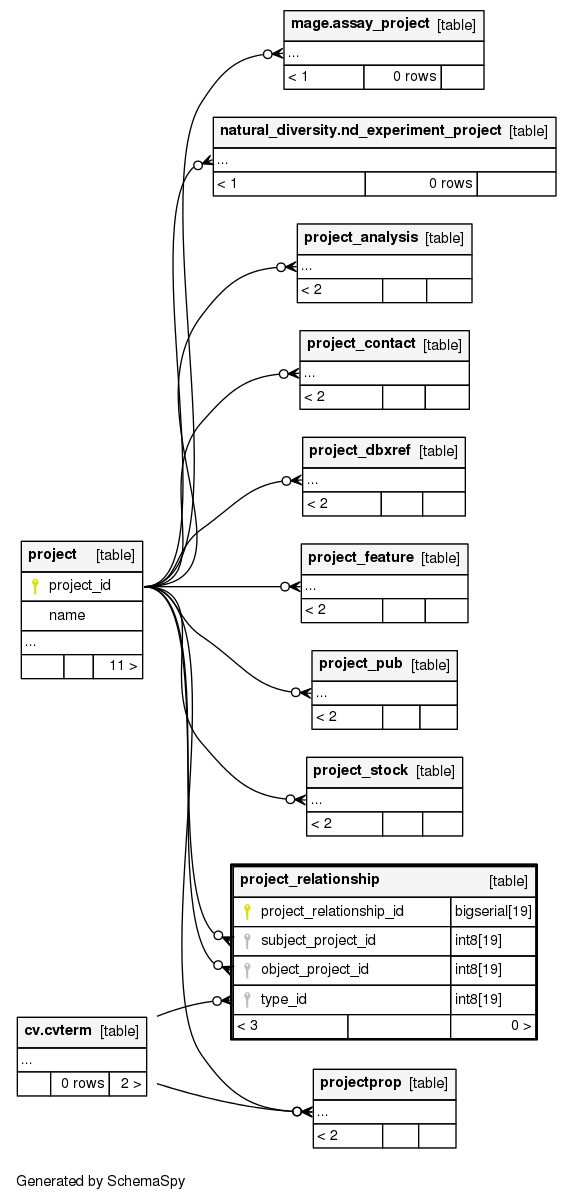 mage.assay_project [table]
...
< 1 0 rows
natural_diversity.nd_experiment_project [table]
...
< 1 0 rows
project_analysis [table]
...
< 2
project_contact [table]
...
< 2
project_dbxref [table]
...
< 2
project_feature [table]
...
< 2
project [table]
project_id
name
...
11 >
project_pub [table]
...
< 2
project_stock [table]
...
< 2
project_relationship [table]
project_relationship_id bigserial[19]
subject_project_id int8[19]
object_project_id int8[19]
type_id int8[19]
< 3 0 >
cv.cvterm [table]
...
0 rows 2 >
projectprop [table]
...
< 2
Generated by SchemaSpy